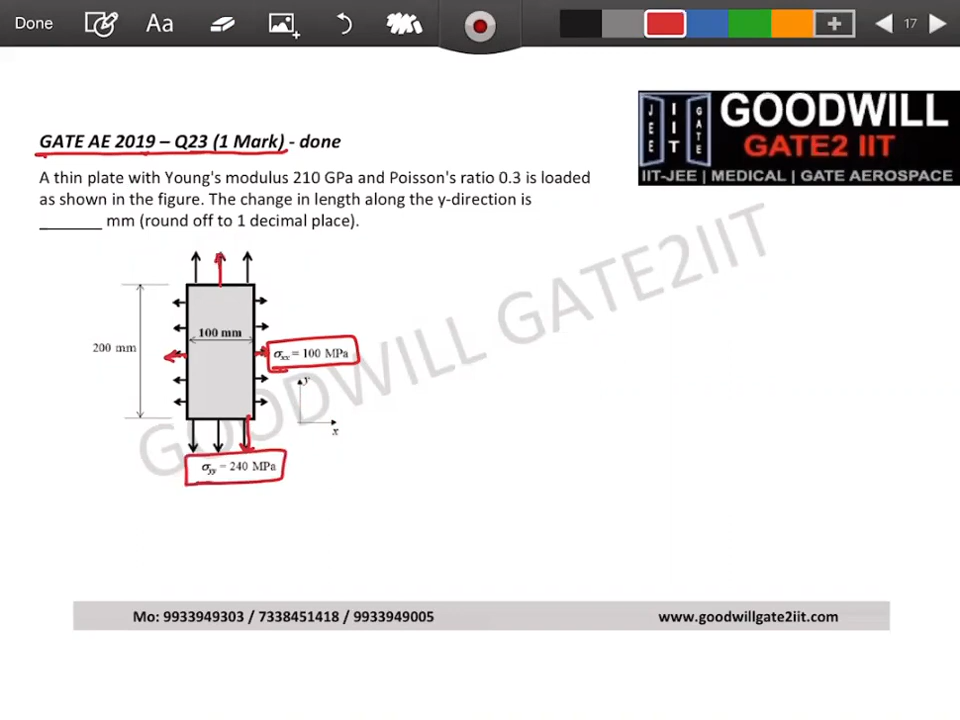 Done
Aa
17
GATE AE 2019 – Q23 (1 Mark) - done
A thin plate with Young's modulus 210 GPa and Poisson's ratio 0.3 is loaded
as shown in the figure. The change in length along the y-direction is
______ mm (round off to 1 decimal place).
JEE
IIT
GATE
GOODWILL
GATE2 IIT
IIT-JEE | MEDICAL | GATE AEROSPACE
100 mm
200 mm
σxx = 100 MPa
y
x
σyy = 240 MPa
GOODWILL GATE2IIT
Mo: 9933949303 / 7338451418 / 9933949005
www.goodwillgate2iit.com